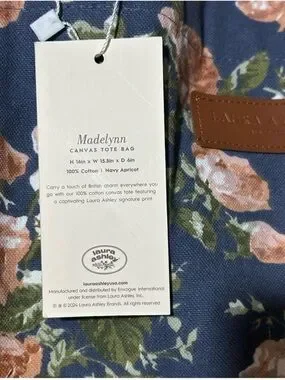 Madelynn
CANVAS TOTE BAG
H 14in x W 15.5in x D 6in
100% Cotton | Navy Apricot
Carry a touch of British charm everywhere you
go with our 100% cotton canvas tote featuring
a captivating Laura Ashley signature print
laura
ashley
lauraashleyusa.com
Manufactured and distributed by Envogue International
under license from Laura Ashley, Inc.
© 2024 Laura Ashley Brands. All rights reserved
LAURA A